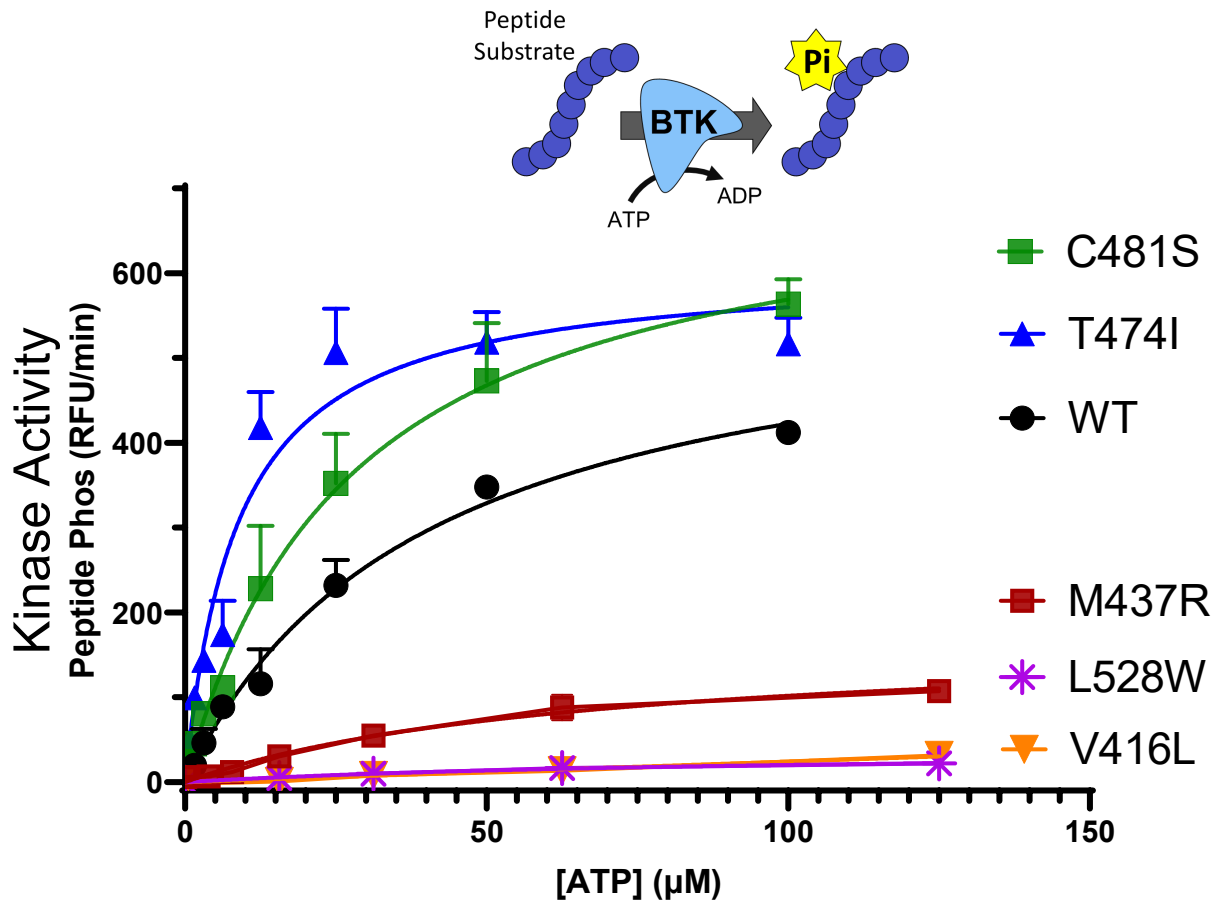 Peptide
Substrate
Pi
BTK
ATP
ADP
Kinase Activity
Peptide Phos (RFU/min)
600
400
200
0
0
50
100
150
[ATP] (µM)
C481S
T474I
WT
M437R
L528W
V416L